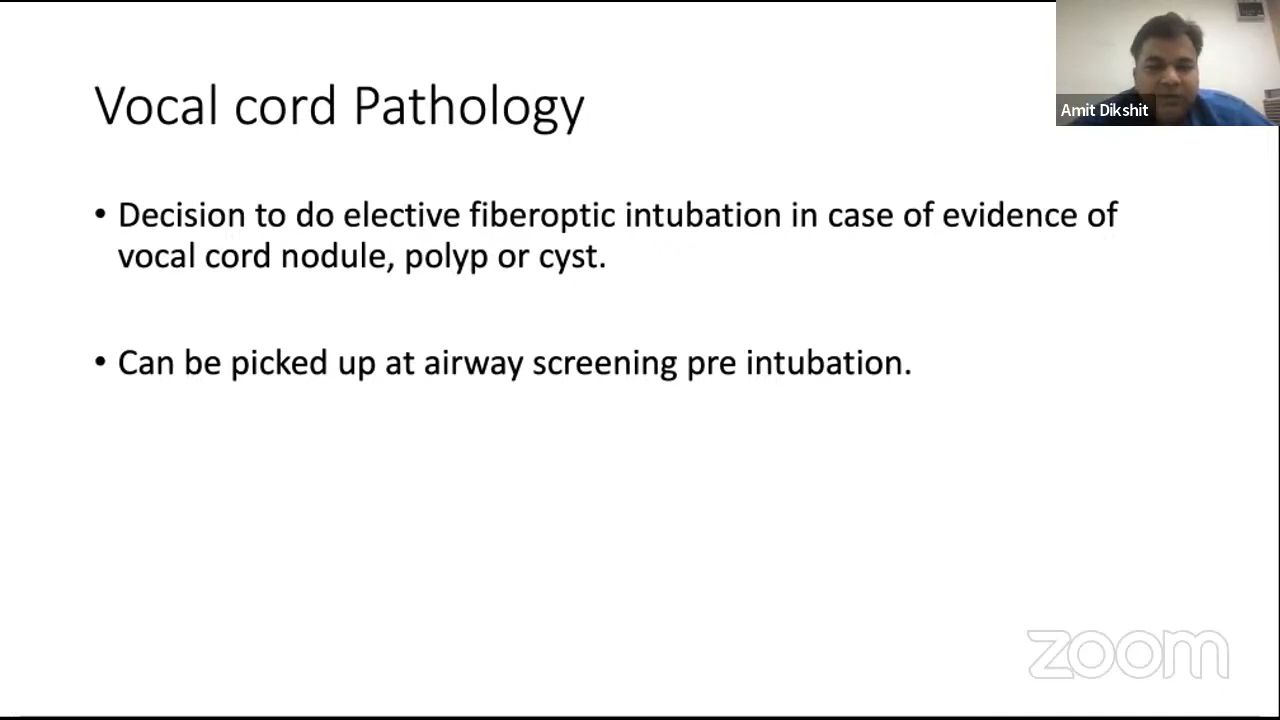 Vocal cord Pathology
Amit Dikshit
• Decision to do elective fiberoptic intubation in case of evidence of
vocal cord nodule, polyp or cyst.
• Can be picked up at airway screening pre intubation.
zoom